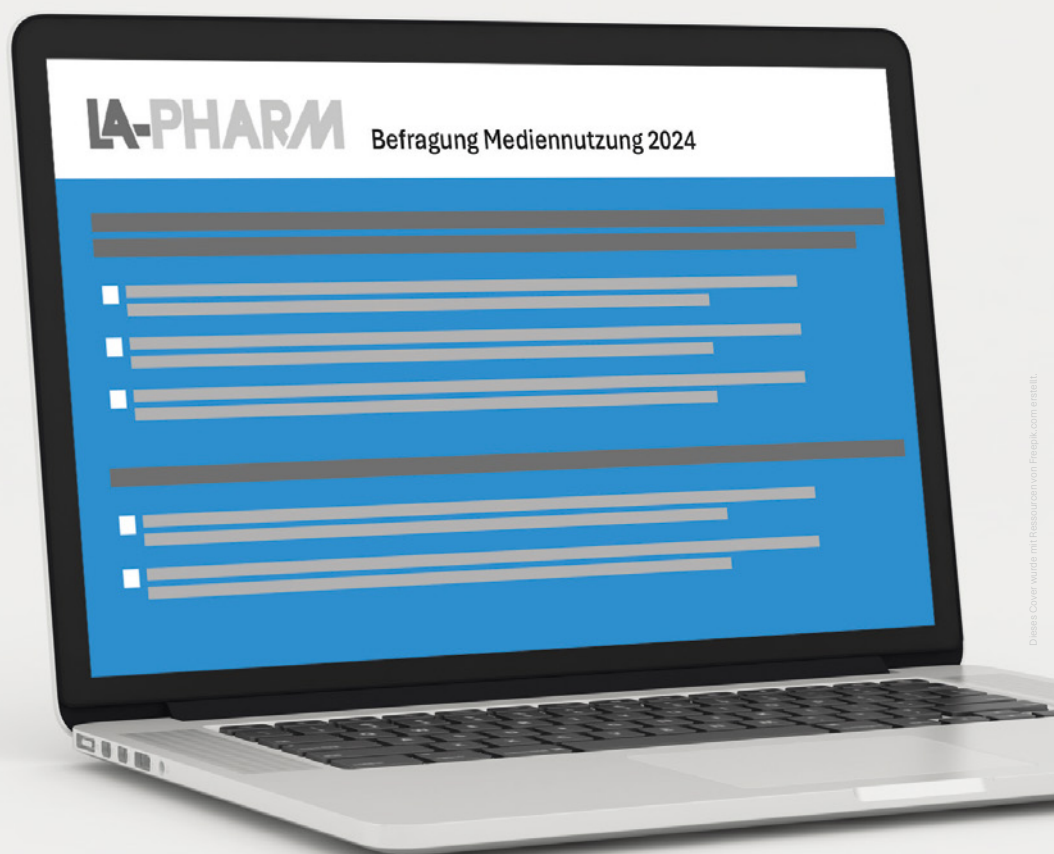 LA-PHARM
Befragung Mediennutzung 2024
Dieses Cover wurde mit Ressourcen von Freepik.com erstellt.